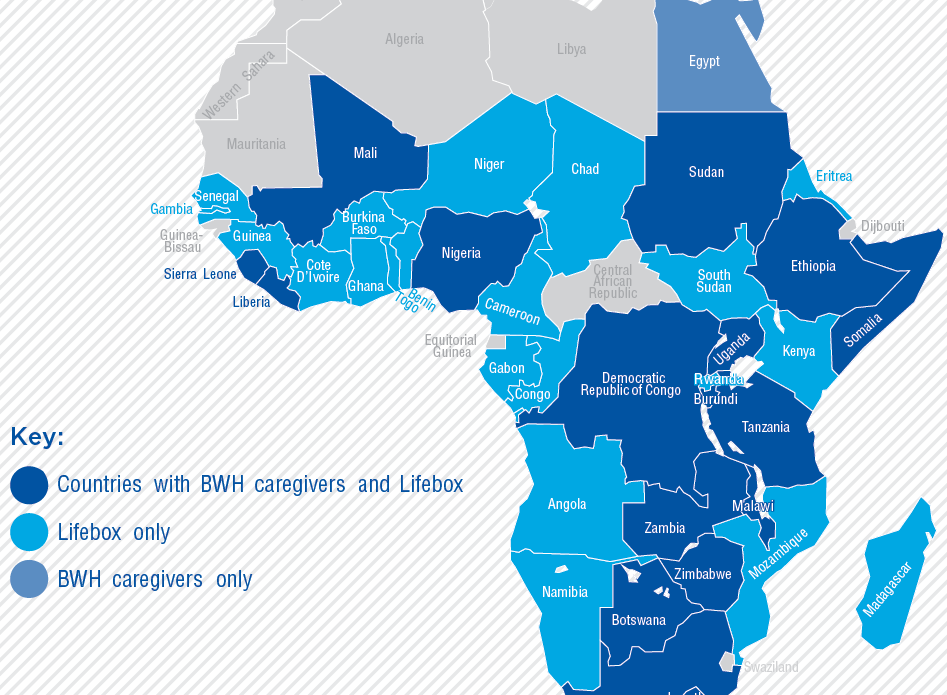 Algeria
Libya
Egypt
Western Sahara
Mauritania
Mali
Niger
Chad
Sudan
Eritrea
Senegal
Gambia
Guinea-
Bissau
Guinea
Burkina
Faso
Djibouti
Sierra Leone
Cote
D'Ivoire
Ghana
Togo
Benin
Nigeria
Central
African
Republic
South
Sudan
Ethiopia
Liberia
Cameroon
Somalia
Equitorial
Guinea
Uganda
Kenya
Gabon
Rwanda
Democratic
Republic of Congo
Congo
Burundi
Tanzania
Key:
Countries with BWH caregivers and Lifebox
Lifebox only
BWH caregivers only
Angola
Malawi
Zambia
Mozambique
Zimbabwe
Namibia
Botswana
Madagascar
Swaziland